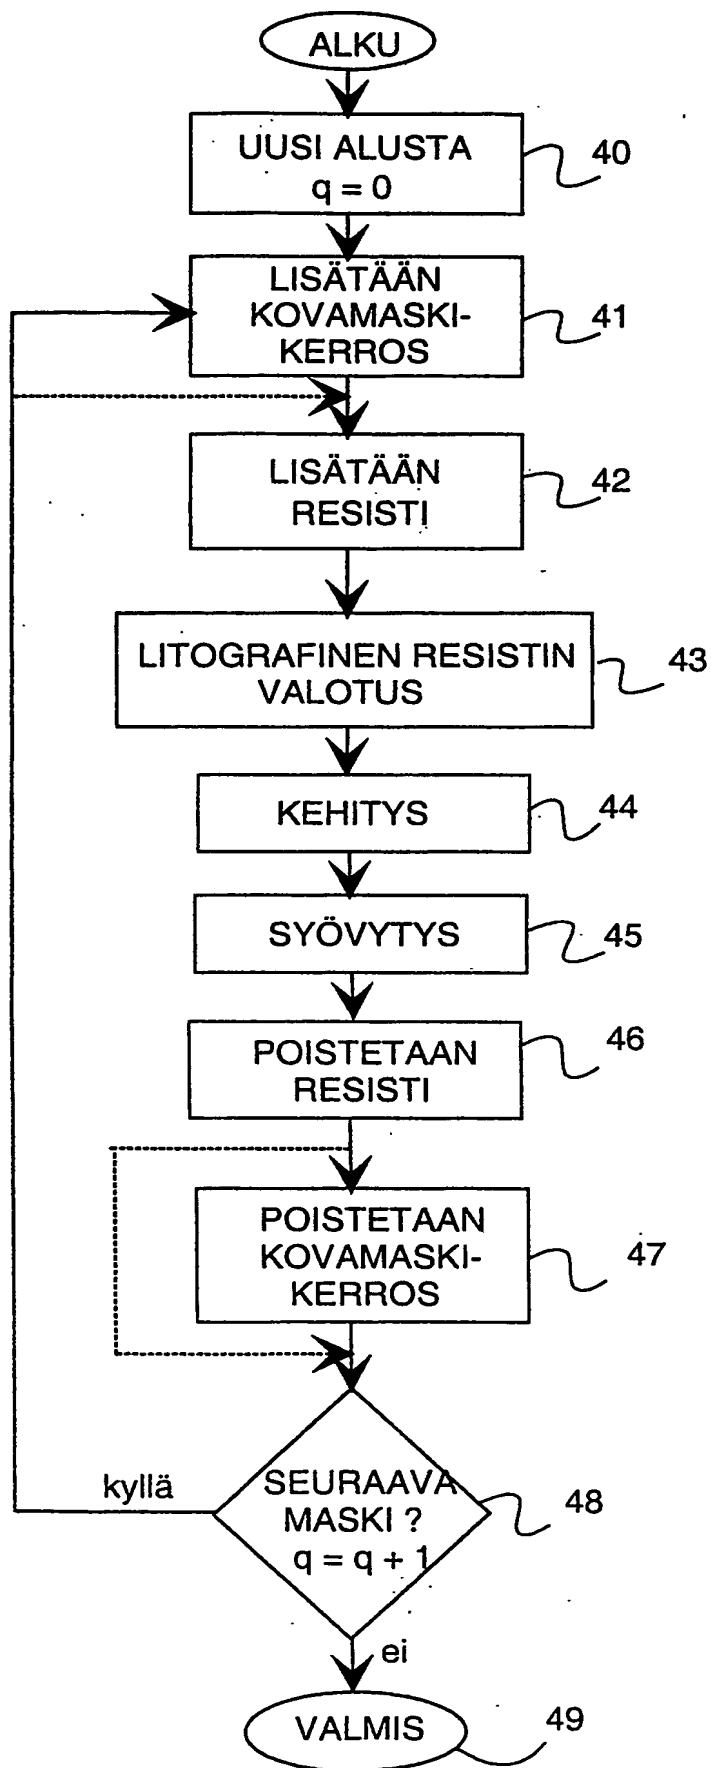 ALKU
UUSI ALUSTA
q = 0
40
LISÄTÄÄN
KOVAMASKI-
KERROS
41
LISÄTÄÄN
RESISTI
42
LITOGRAFINEN RESISTIN
VALOTUS
43
KEHITYS
44
SYÖVYTYS
45
POISTETAAN
RESISTI
46
POISTETAAN
KOVAMASKI-
KERROS
47
kyllä
SEURAAVA
MASKI ?
q = q + 1
48
ei
VALMIS
49